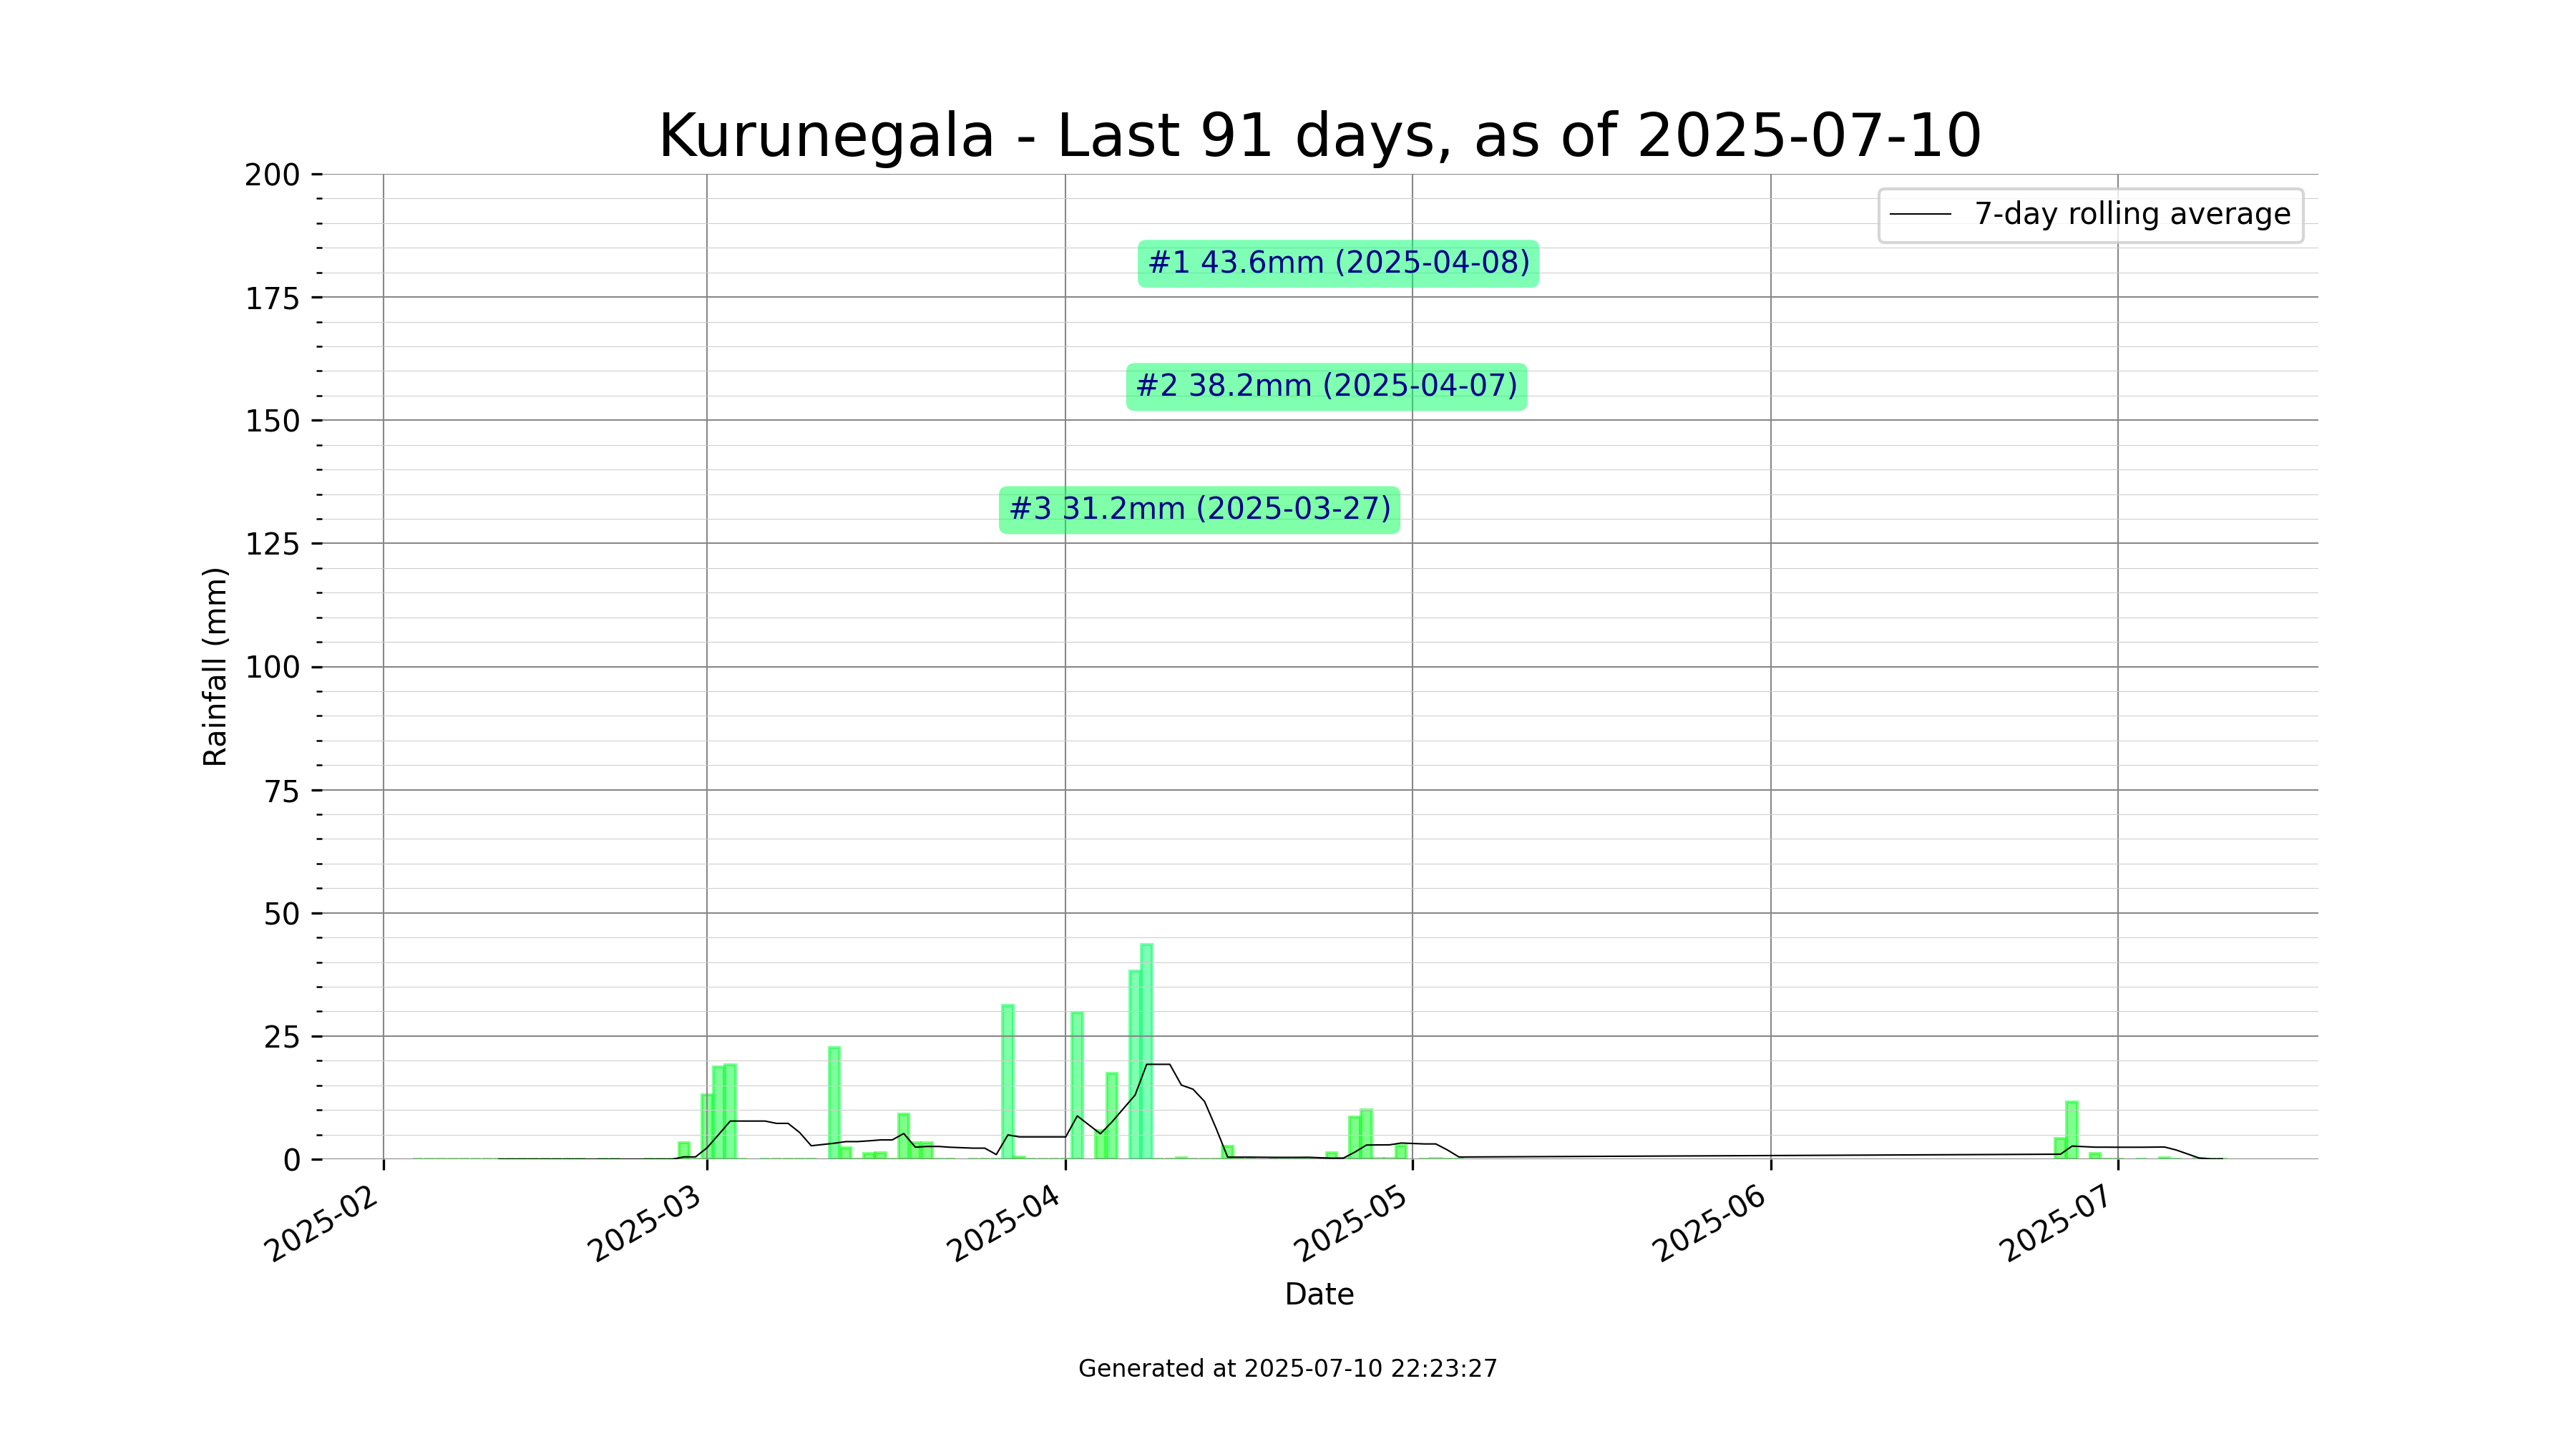 Kurunegala - Last 91 days, as of 2025-07-10
7-day rolling average
#1 43.6mm (2025-04-08)
#2 38.2mm (2025-04-07)
#3 31.2mm (2025-03-27)
Rainfall (mm)
200
175
150
125
100
75
50
25
0
2025-02
2025-03
2025-04
2025-05
2025-06
2025-07
Date
Generated at 2025-07-10 22:23:27